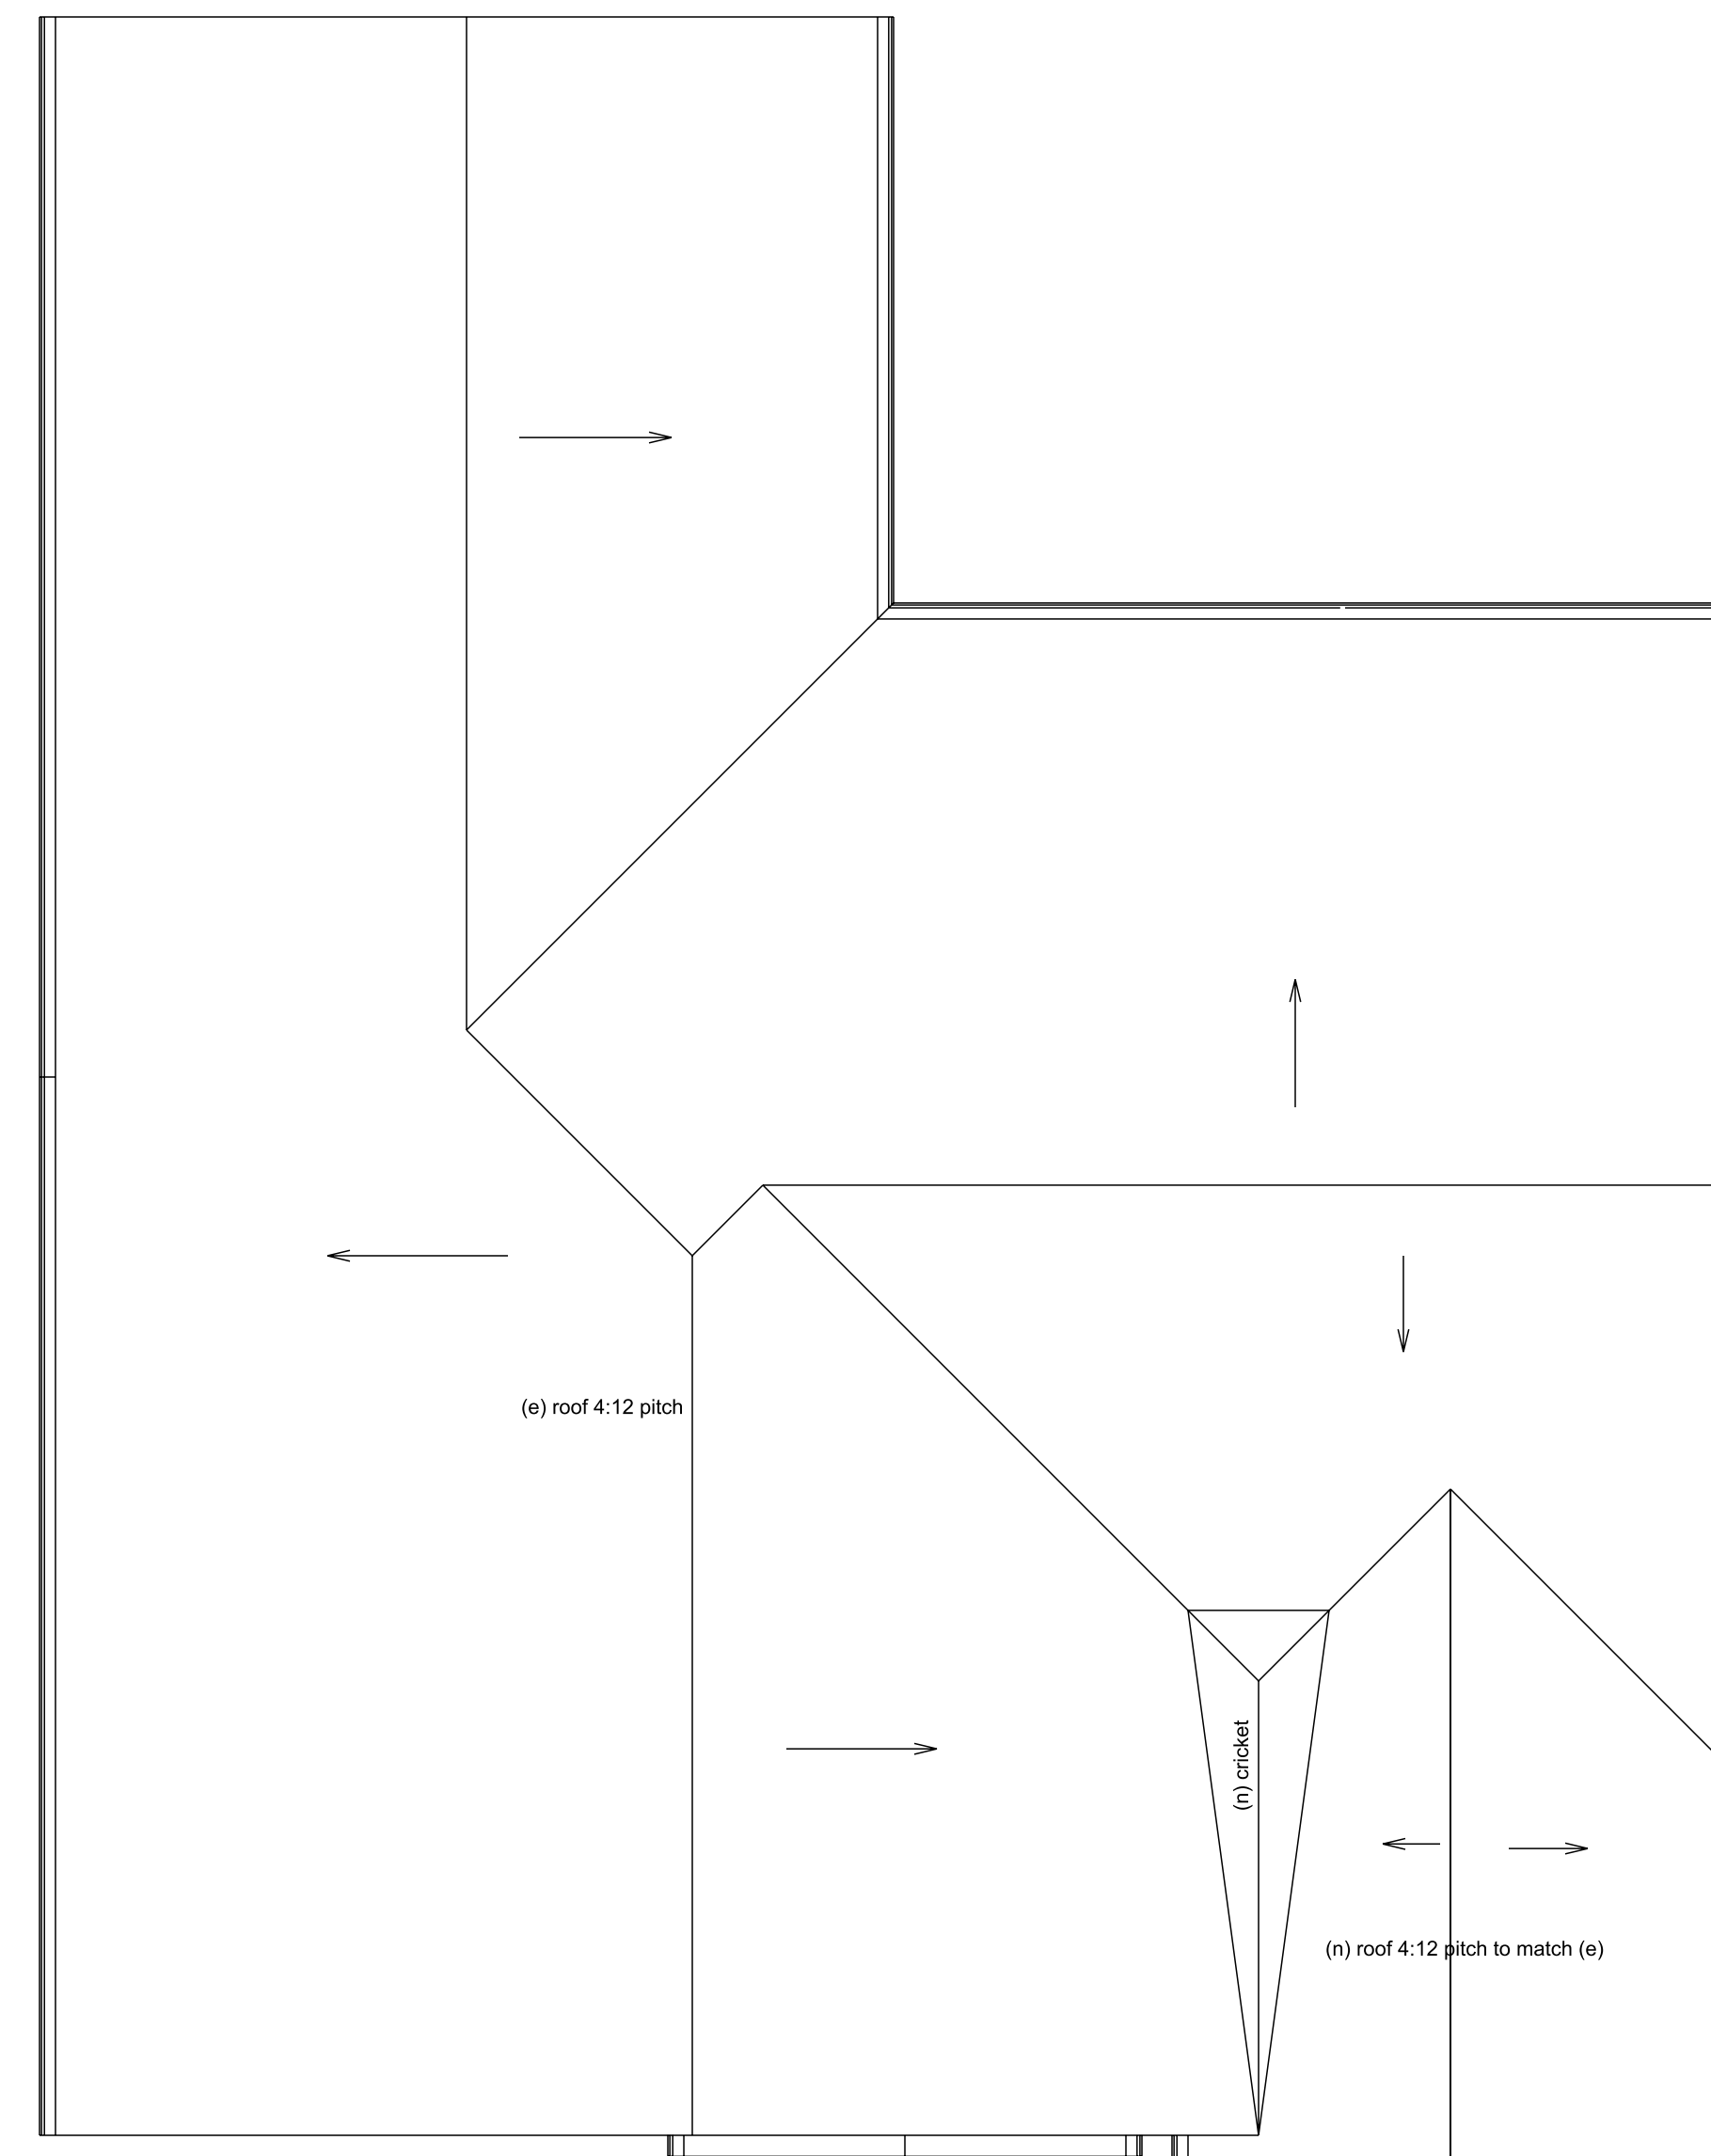 (e) roof 4:12 pitch
(n) cricket
(n) roof 4:12 pitch to match (e)